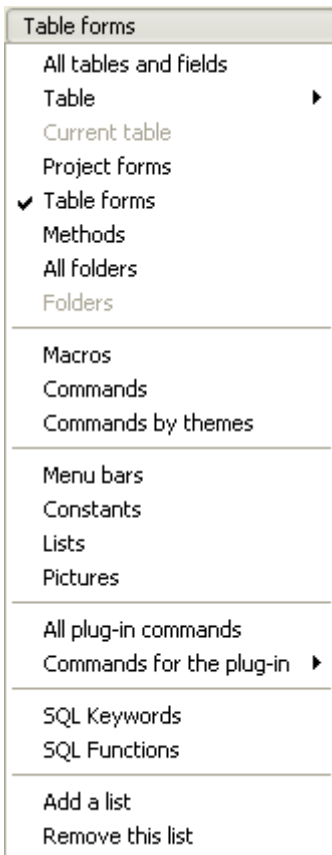 Table forms
All tables and fields
Table
Current table
Project forms
Table forms
Methods
All folders
Folders
Macros
Commands
Commands by themes
Menu bars
Constants
Lists
Pictures
All plug-in commands
Commands for the plug-in
SQL Keywords
SQL Functions
Add a list
Remove this list